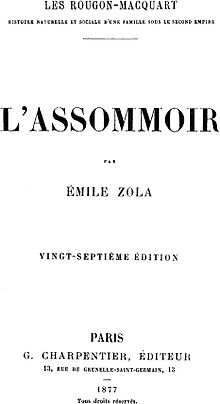 LES ROUGON-MACQUART
HISTOIRE NATURELLE ET SOCIALE D'UNE FAMILLE SOUS LE SECOND EMPIRE
L'ASSOMMOIR
PAR
ÉMILE ZOLA
VINGT-SEPTIÈME ÉDITION
PARIS
G. CHARPENTIER, ÉDITEUR
13, RUE DE GRENELLE-SAINT-GERMAIN, 13
1877
Tous droits réservés.